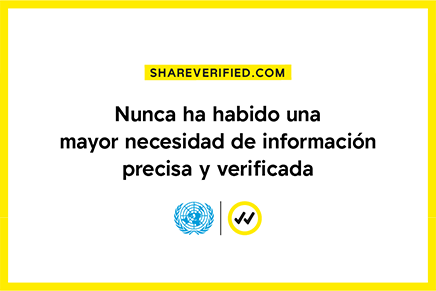 SHAREVERIFIED.COM
Nunca ha habido una
mayor necesidad de información
precisa y verificada